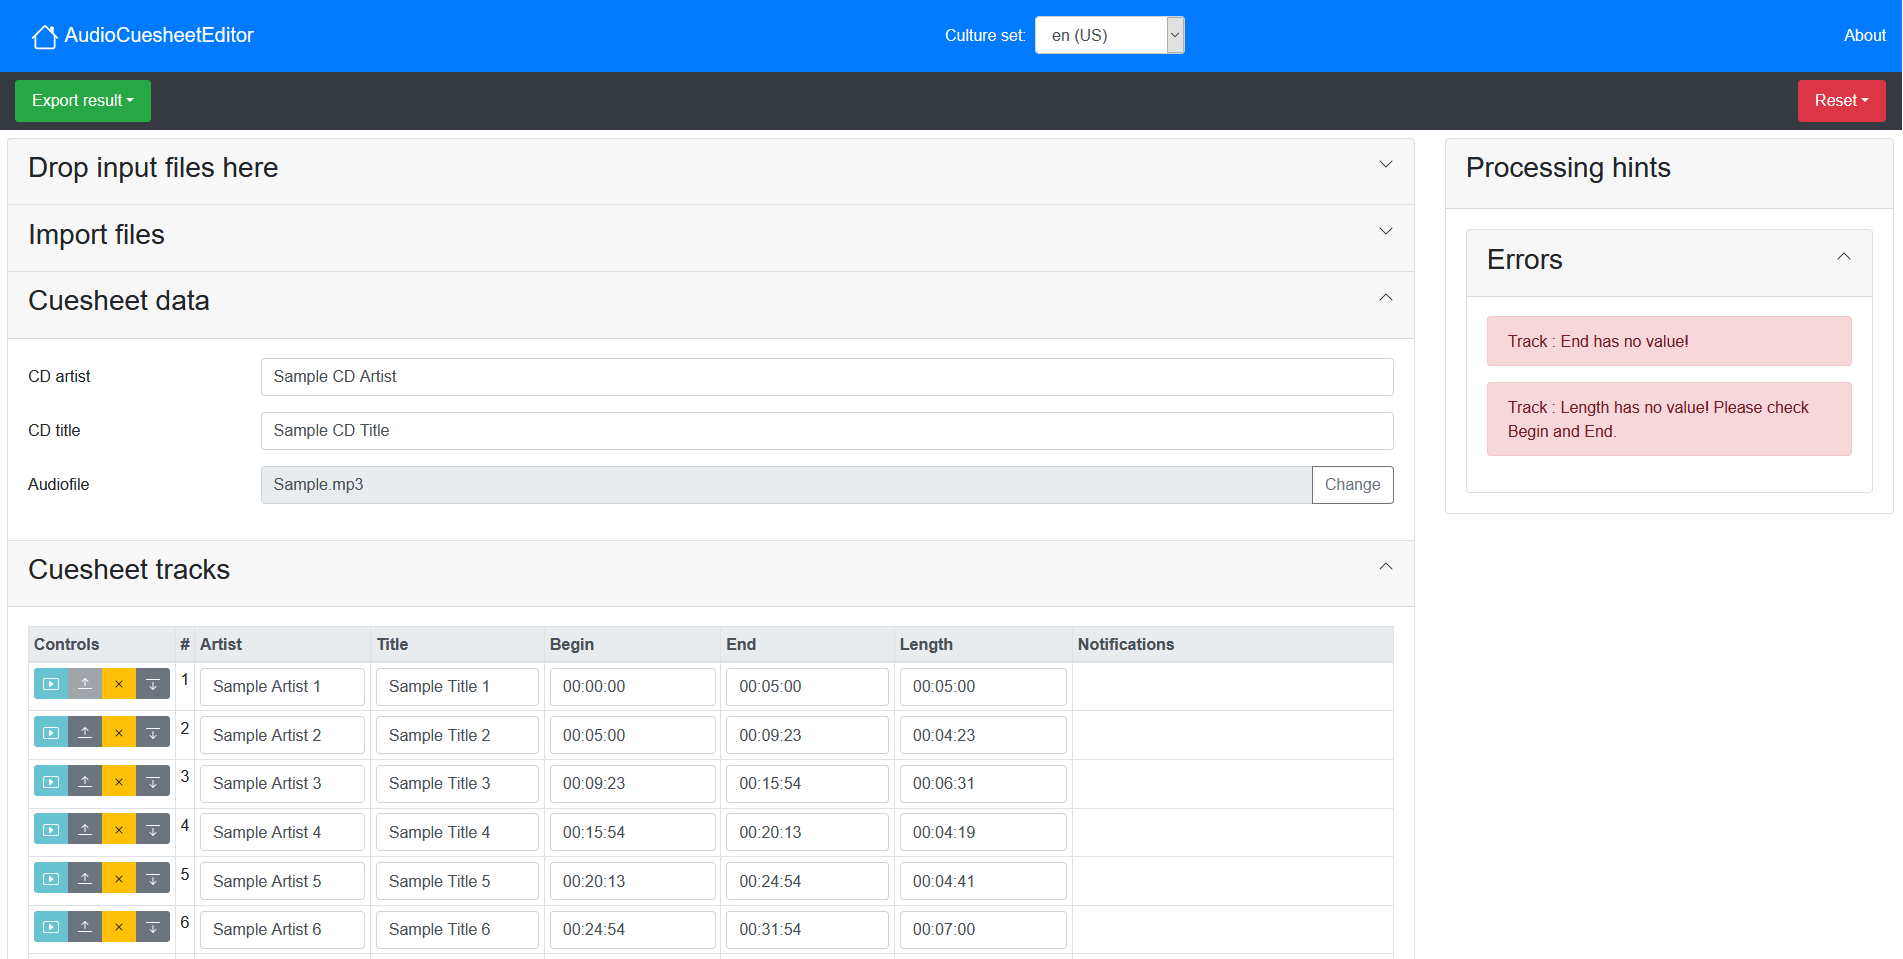 AudioCuesheetEditor
Culture set: en (US)
About
Export result
Reset
Drop input files here
Import files
Cuesheet data
CD artist Sample CD Artist
CD title Sample CD Title
Audiofile Sample.mp3 Change
Cuesheet tracks
Controls # Artist Title Begin End Length Notifications
1 Sample Artist 1 Sample Title 1 00:00:00 00:05:00 00:05:00
2 Sample Artist 2 Sample Title 2 00:05:00 00:09:23 00:04:23
3 Sample Artist 3 Sample Title 3 00:09:23 00:15:54 00:06:31
4 Sample Artist 4 Sample Title 4 00:15:54 00:20:13 00:04:19
5 Sample Artist 5 Sample Title 5 00:20:13 00:24:54 00:04:41
6 Sample Artist 6 Sample Title 6 00:24:54 00:31:54 00:07:00
Processing hints
Errors
Track : End has no value!
Track : Length has no value! Please check
Begin and End.